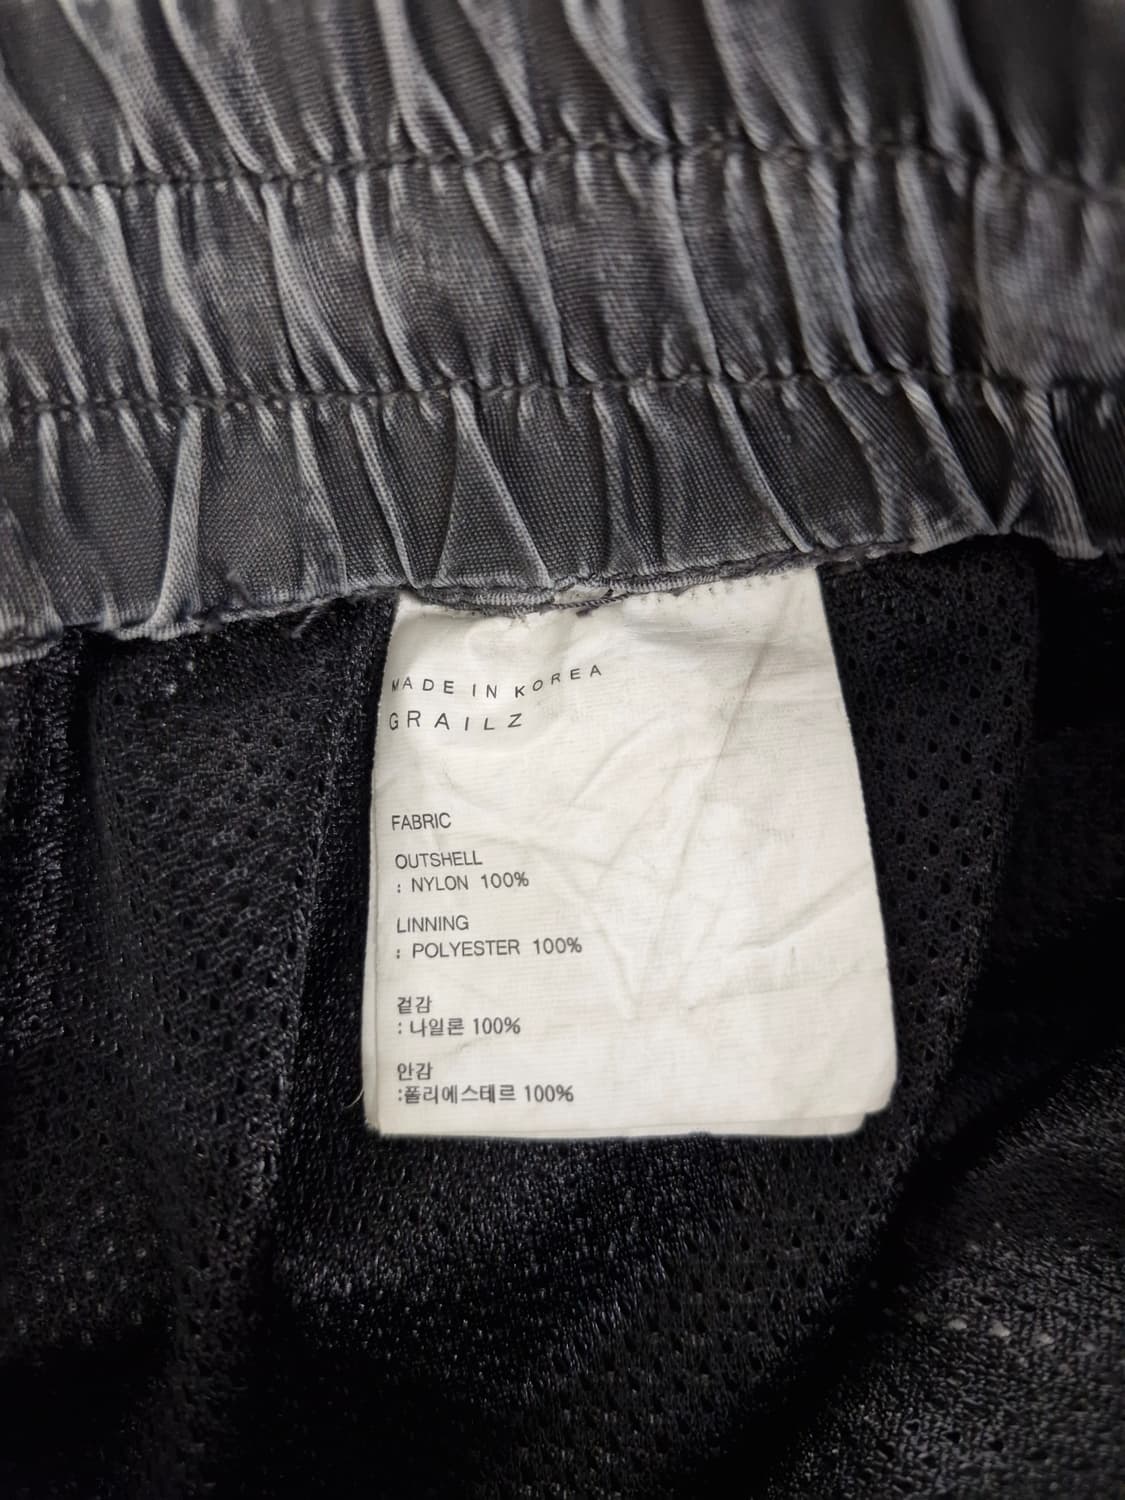 MADE IN KOREA
GRAILZ
FABRIC
OUTSHELL
: NYLON 100%
LINNING
: POLYESTER 100%
겉감
: 나일론 100%
안감
:폴리에스테르 100%